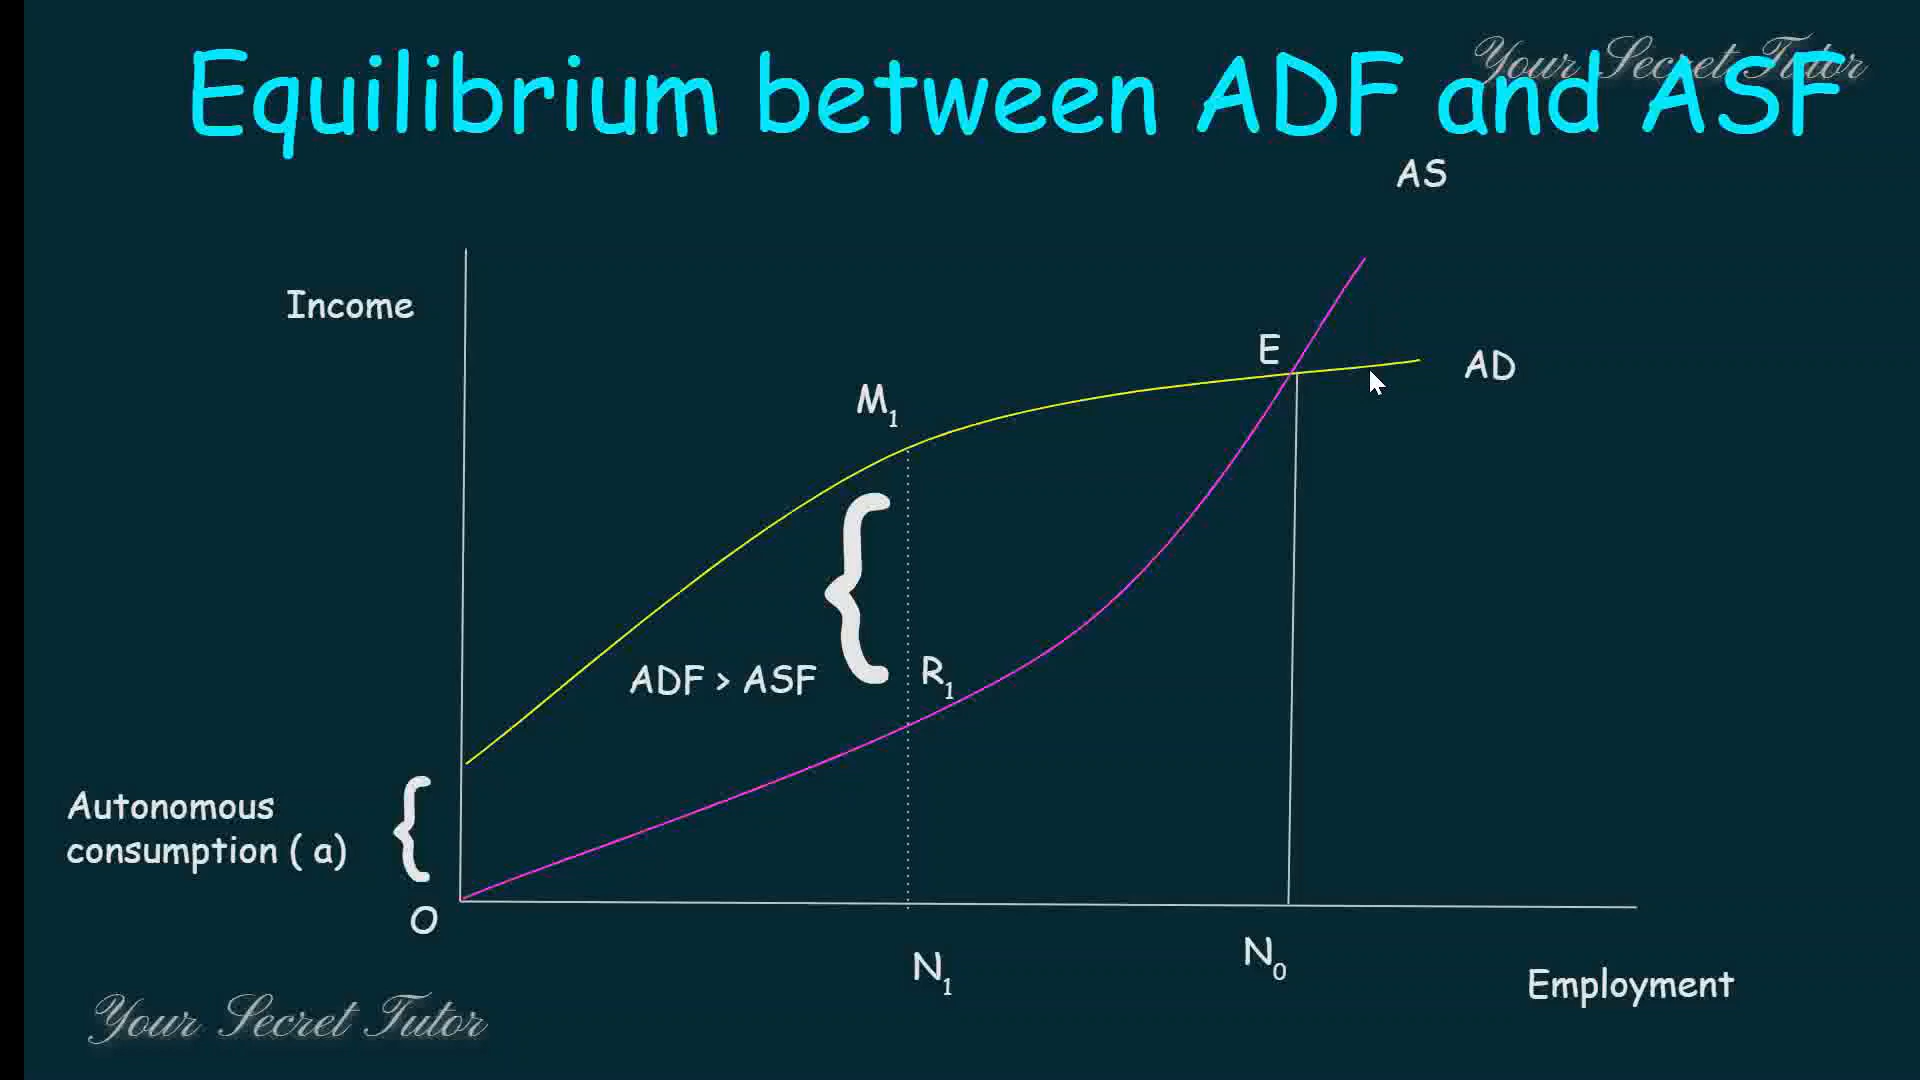 Your Secret Tutor
Equilibrium between ADF and ASF
AS
Income
E
AD
M₁
ADF > ASF
R₁
Autonomous
consumption ( a)
O
N₁
N₀
Employment
Your Secret Tutor